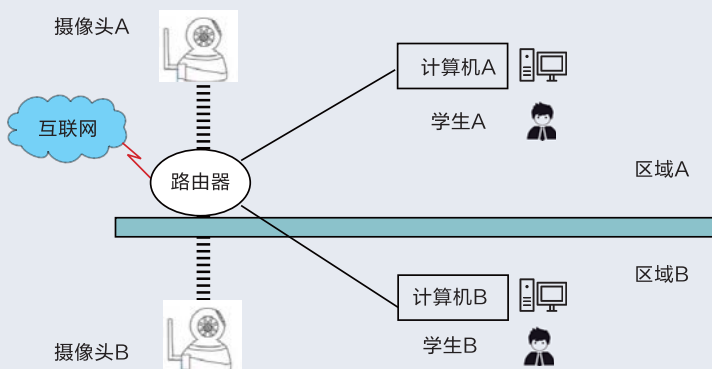 摄像头A
计算机A
学生A
互联网
路由器
区域A
区域B
计算机B
学生B
摄像头B